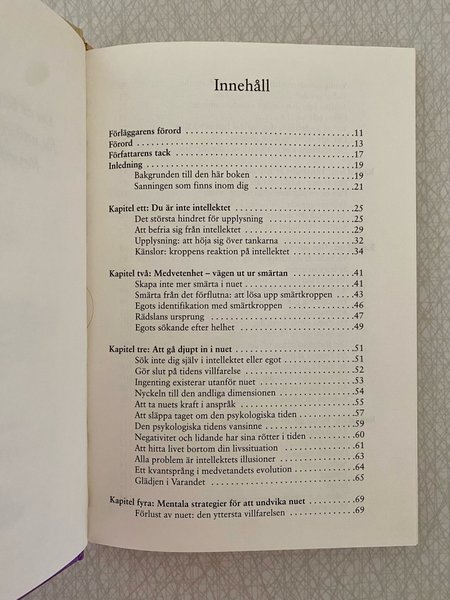 Innehåll
Förläggarens förord ........................................11
Förord ........................................13
Författarens tack ........................................17
Inledning ........................................19
Bakgrunden till den här boken ........................................19
Sanningen som finns inom dig ........................................21
Kapitel ett: Du är inte intellektet ........................................25
Det största hindret för upplysning ........................................25
Att befria sig från intellektet ........................................29
Upplysning: att höja sig över tankarna ........................................32
Känslor: kroppens reaktion på intellektet ........................................34
Kapitel två: Medvetenhet – vägen ut ur smärtan ........................................41
Skapa inte mer smärta i nuet ........................................41
Smärta från det förflutna: att lösa upp smärtkroppen ........................................43
Egots identifikation med smärtkroppen ........................................46
Rädslans ursprung ........................................47
Egots sökande efter helhet ........................................49
Kapitel tre: Att gå djupt in i nuet ........................................51
Sök inte dig själv i intellektet eller egot ........................................51
Gör slut på tidens villfarelse ........................................52
Ingenting existerar utanför nuet ........................................53
Nyckeln till den andliga dimensionen ........................................54
Att ta nuets kraft i anspråk ........................................55
Att släppa taget om den psykologiska tiden ........................................57
Den psykologiska tidens vansinne ........................................59
Negativitet och lidande har sina rötter i tiden ........................................60
Att hitta livet bortom din livssituation ........................................61
Alla problem är intellektets illusioner ........................................63
Ett kvantsprång i medvetandets evolution ........................................64
Glädjen i Varandet ........................................65
Kapitel fyra: Mentala strategier för att undvika nuet ........................................69
Förlust av nuet: den yttersta villfarelsen ........................................69